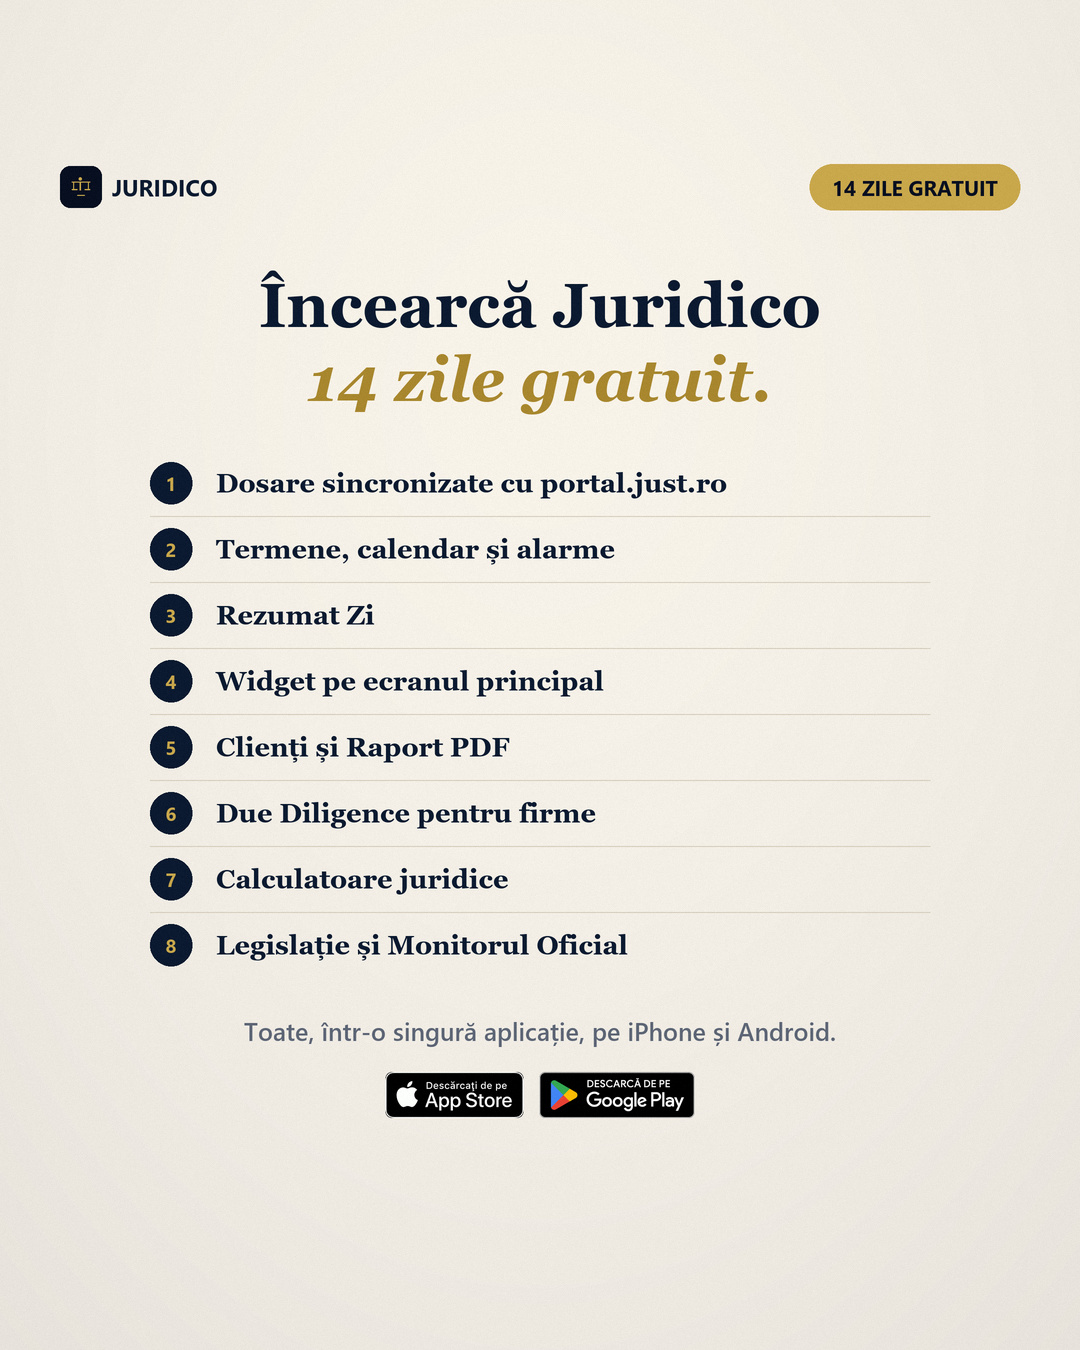 JURIDICO
14 ZILE GRATUIT
Încearcă Juridico
14 zile gratuit.
1 Dosare sincronizate cu portal.just.ro
2 Termene, calendar și alarme
3 Rezumat Zi
4 Widget pe ecranul principal
5 Clienți și Raport PDF
6 Due Diligence pentru firme
7 Calculatoare juridice
8 Legislație și Monitorul Oficial
Toate, într-o singură aplicație, pe iPhone și Android.
Descărcați de pe
App Store
DESCARCĂ DE PE
Google Play